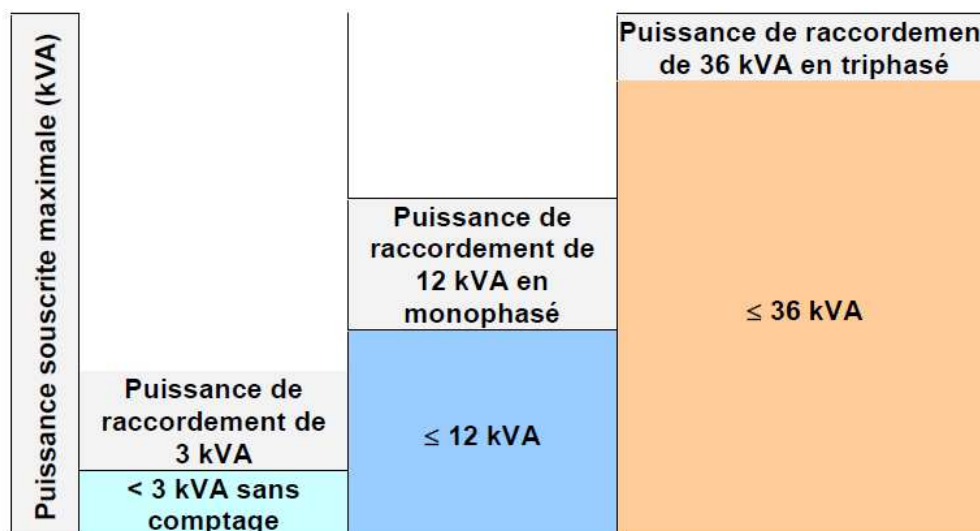 Puissance souscrite maximale (kVA)
Puissance de
raccordement de
3 kVA
< 3 kVA sans
comptage
Puissance de
raccordement de
12 kVA en
monophasé
≤ 12 kVA
Puissance de raccordemen
de 36 kVA en triphasé
≤ 36 kVA